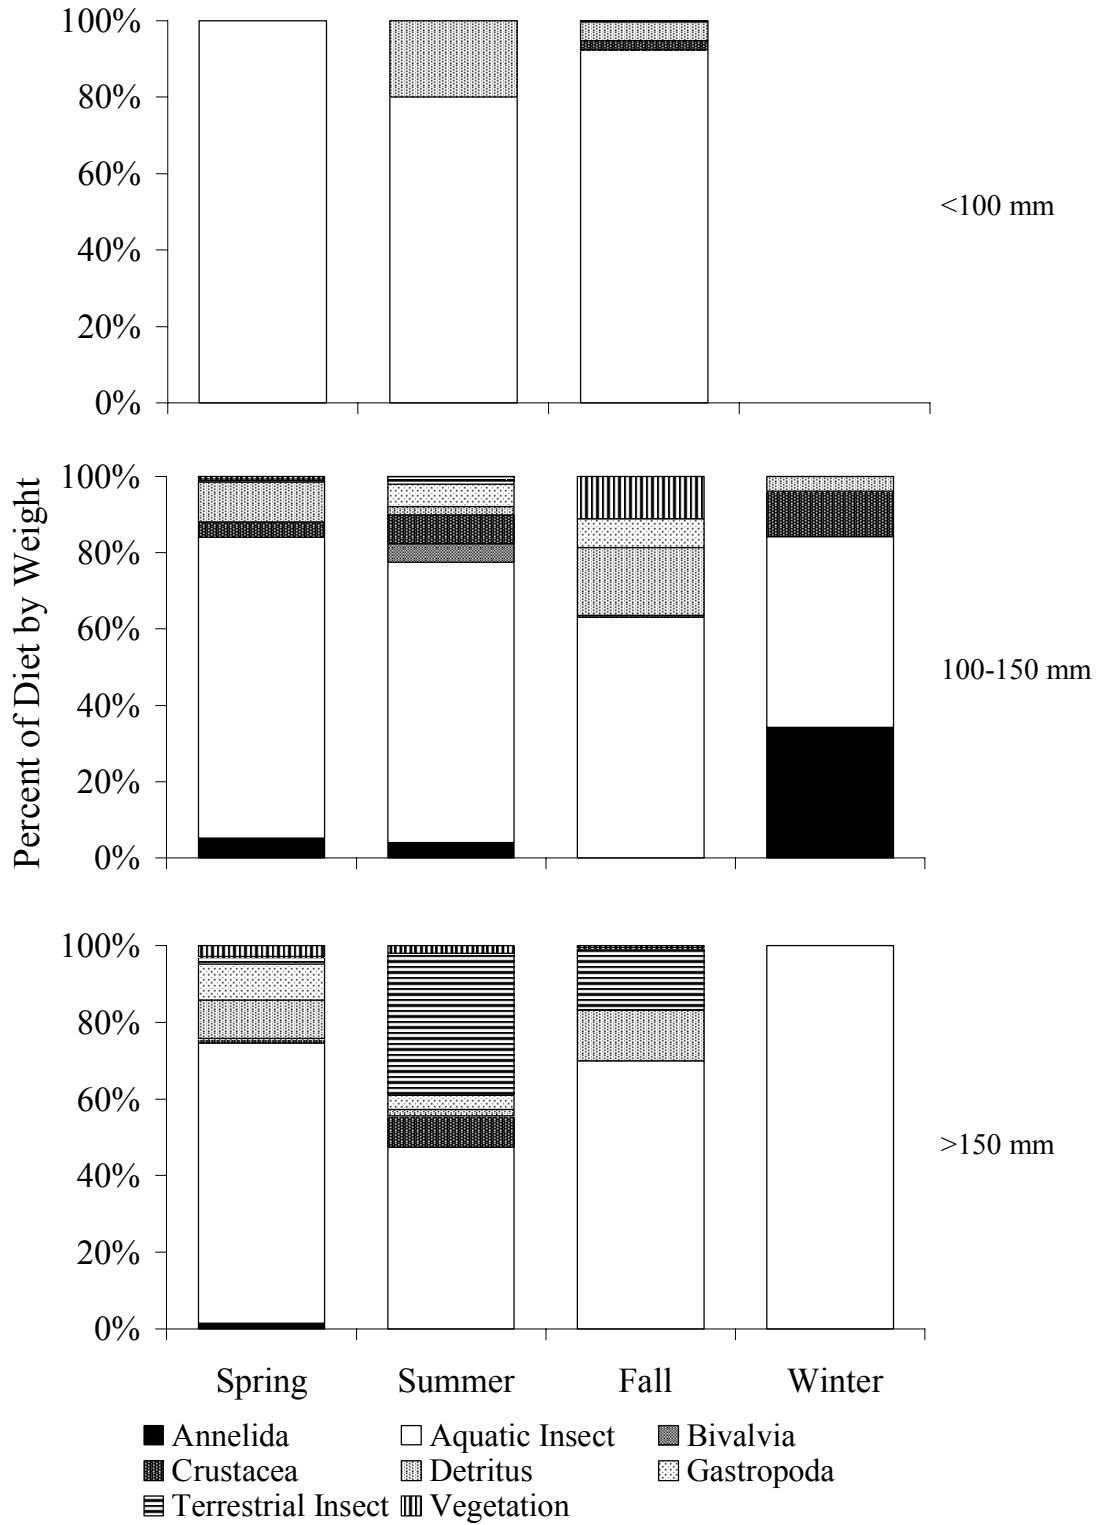 100%
80%
60%
40%
20%
0%
<100 mm
Percent of Diet by Weight
100%
80%
60%
40%
20%
0%
100-150 mm
100%
80%
60%
40%
20%
0%
>150 mm
Spring Summer Fall Winter
Annelida Aquatic Insect Bivalvia
Crustacea Detritus Gastropoda
Terrestrial Insect Vegetation